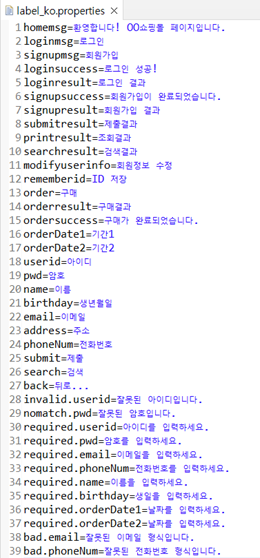 label_ko.properties
1 homemsg=환영합니다! OO쇼핑몰 페이지입니다.
2 loginmsg=로그인
3 signupmsg=회원가입
4 loginsuccess=로그인 성공!
5 loginresult=로그인 결과
6 signupsuccess=회원가입이 완료되었습니다.
7 signupresult=회원가입 결과
8 submitresult=제출결과
9 printresult=조회결과
10 searchresult=검색결과
11 modifyuserinfo=회원정보 수정
12 rememberid=ID 저장
13 order=구매
14 orderresult=구매결과
15 ordersuccess=구매가 완료되었습니다.
16 orderDate1=기간1
17 orderDate2=기간2
18 userid=아이디
19 pwd=암호
20 name=이름
21 birthday=생년월일
22 email=이메일
23 address=주소
24 phoneNum=전화번호
25 submit=제출
26 search=검색
27 back=뒤로...
28 invalid.userid=잘못된 아이디입니다.
29 nomatch.pwd=잘못된 암호입니다.
30 required.userid=아이디를 입력하세요.
31 required.pwd=암호를 입력하세요.
32 required.email=이메일을 입력하세요.
33 required.phoneNum=전화번호를 입력하세요.
34 required.name=이름을 입력하세요.
35 required.birthday=생일을 입력하세요.
36 required.orderDate1=날짜를 입력하세요.
37 required.orderDate2=날짜를 입력하세요.
38 bad.email=잘못된 이메일 형식입니다.
39 bad.phoneNum=잘못된 전화번호 형식입니다.